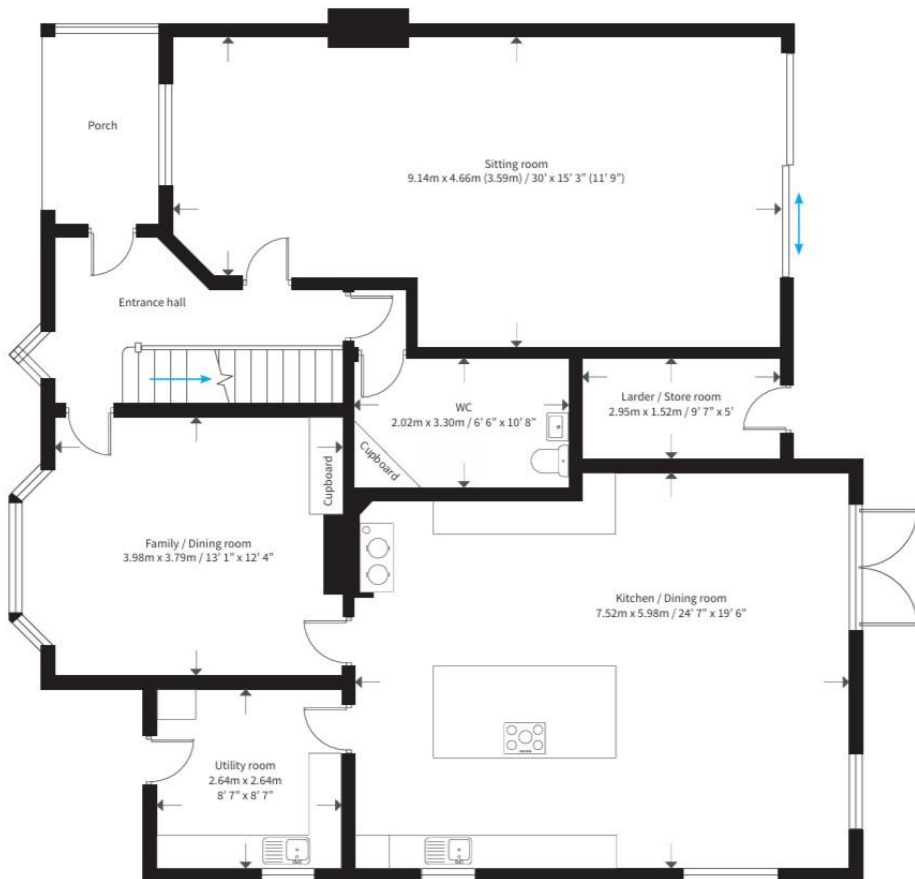 Porch
Sitting room
9.14m x 4.66m (3.59m) / 30' x 15' 3" (11' 9")
Entrance hall
WC
2.02m x 3.30m / 6' 6" x 10' 8"
Cupboard
Larder / Store room
2.95m x 1.52m / 9' 7" x 5'
Cupboard
Family / Dining room
3.98m x 3.79m / 13' 1" x 12' 4"
Kitchen / Dining room
7.52m x 5.98m / 24' 7" x 19' 6"
Utility room
2.64m x 2.64m
8' 7" x 8' 7"